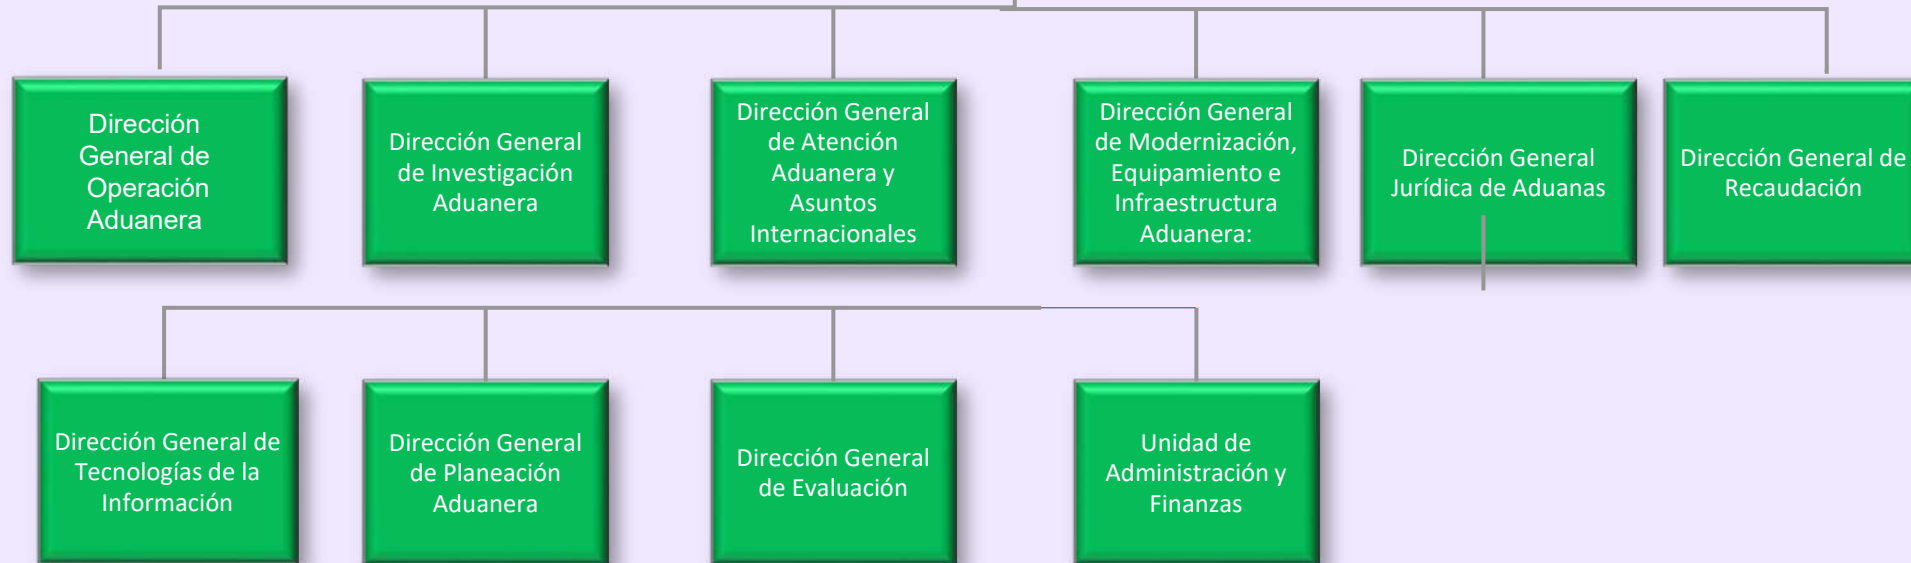 Dirección
General de
Operación
Aduanera
Dirección General
de Investigación
Aduanera
Dirección General
de Atención
Aduanera y
Asuntos
Internacionales
Dirección General
de Modernización,
Equipamiento e
Infraestructura
Aduanera:
Dirección General
Jurídica de Aduanas
Dirección General de
Recaudación
Dirección General de
Tecnologías de la
Información
Dirección General
de Planeación
Aduanera
Dirección General
de Evaluación
Unidad de
Administración y
Finanzas